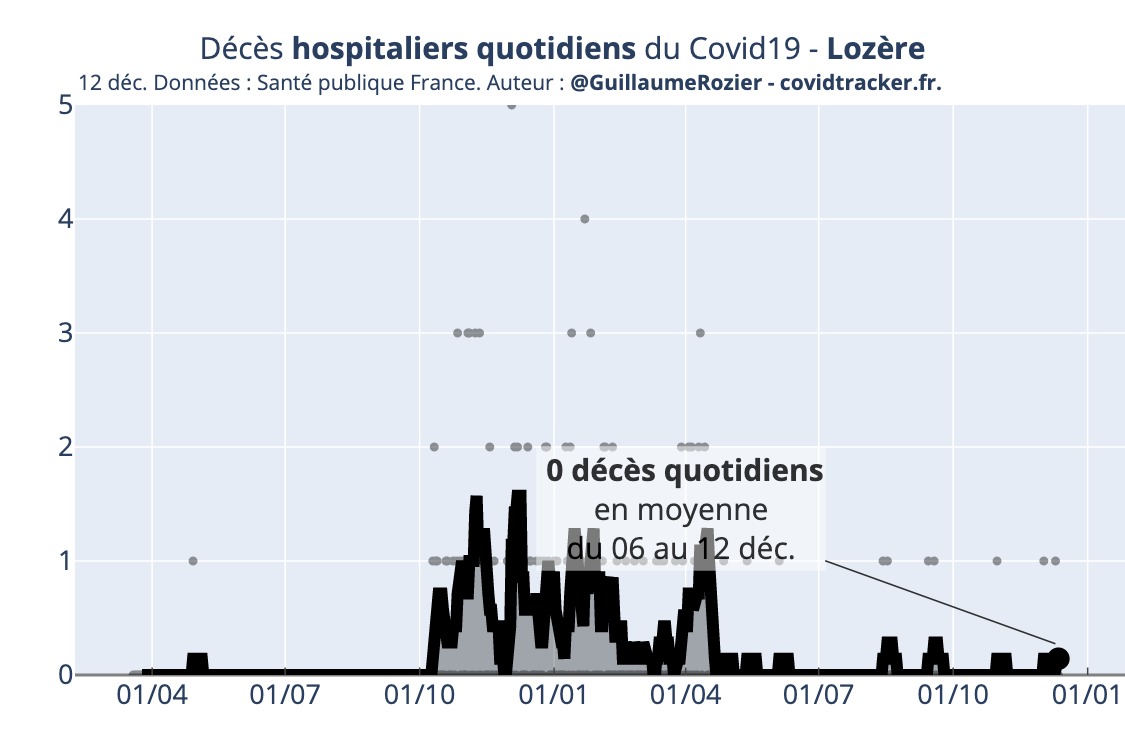 Décès hospitaliers quotidiens du Covid19 - Lozère
12 déc. Données : Santé publique France. Auteur : @GuillaumeRozier - covidtracker.fr.
5
4
3
2
0 décès quotidiens
en moyenne
du 06 au 12 déc.
1
0
01/04 01/07 01/10 01/01 01/04 01/07 01/10 01/01